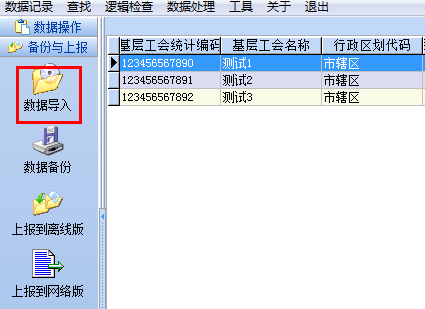 数据记录 查找 逻辑检查 数据处理 工具 关于 退出
数据操作
备份与上报
数据导入
数据备份
上报到离线版
上报到网络版
基层工会统计编码 基层工会名称 行政区划代码
123456567890 测试1 市辖区
123456567891 测试2 市辖区
123456567892 测试3 市辖区